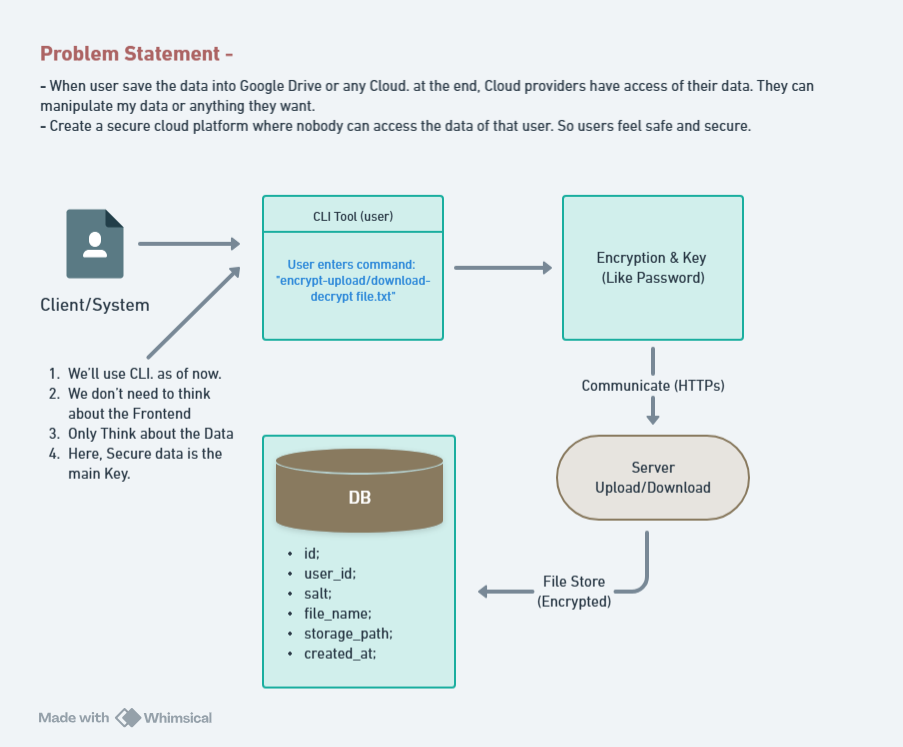 Problem Statement -
- When user save the data into Google Drive or any Cloud. at the end, Cloud providers have access of their data. They can
manipulate my data or anything they want.
- Create a secure cloud platform where nobody can access the data of that user. So users feel safe and secure.
Client/System
CLI Tool (user)
User enters command:
"encrypt-upload/download-
decrypt file.txt"
Encryption & Key
(Like Password)
1. We'll use CLI. as of now.
2. We don't need to think
about the Frontend
3. Only Think about the Data
4. Here, Secure data is the
main Key.
Communicate (HTTPs)
Server
Upload/Download
File Store
(Encrypted)
DB
• id;
• user_id;
• salt;
• file_name;
• storage_path;
• created_at;
Made with Whimsical